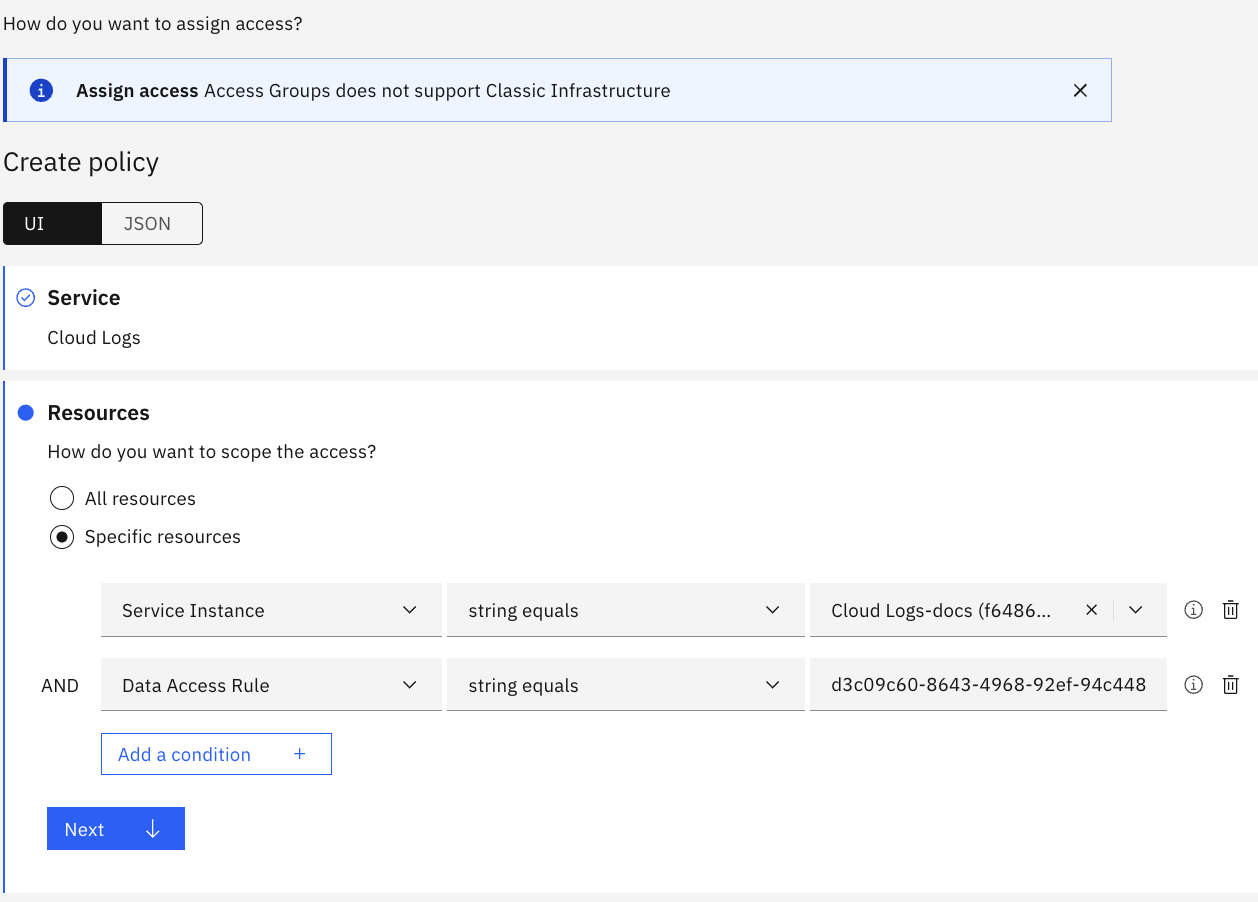 How do you want to assign access?
Assign access Access Groups does not support Classic Infrastructure
Create policy
UI JSON
Service
Cloud Logs
Resources
How do you want to scope the access?
All resources
Specific resources
Service Instance string equals Cloud Logs-docs (f6486...
AND Data Access Rule string equals d3c09c60-8643-4968-92ef-94c448
Add a condition +
Next